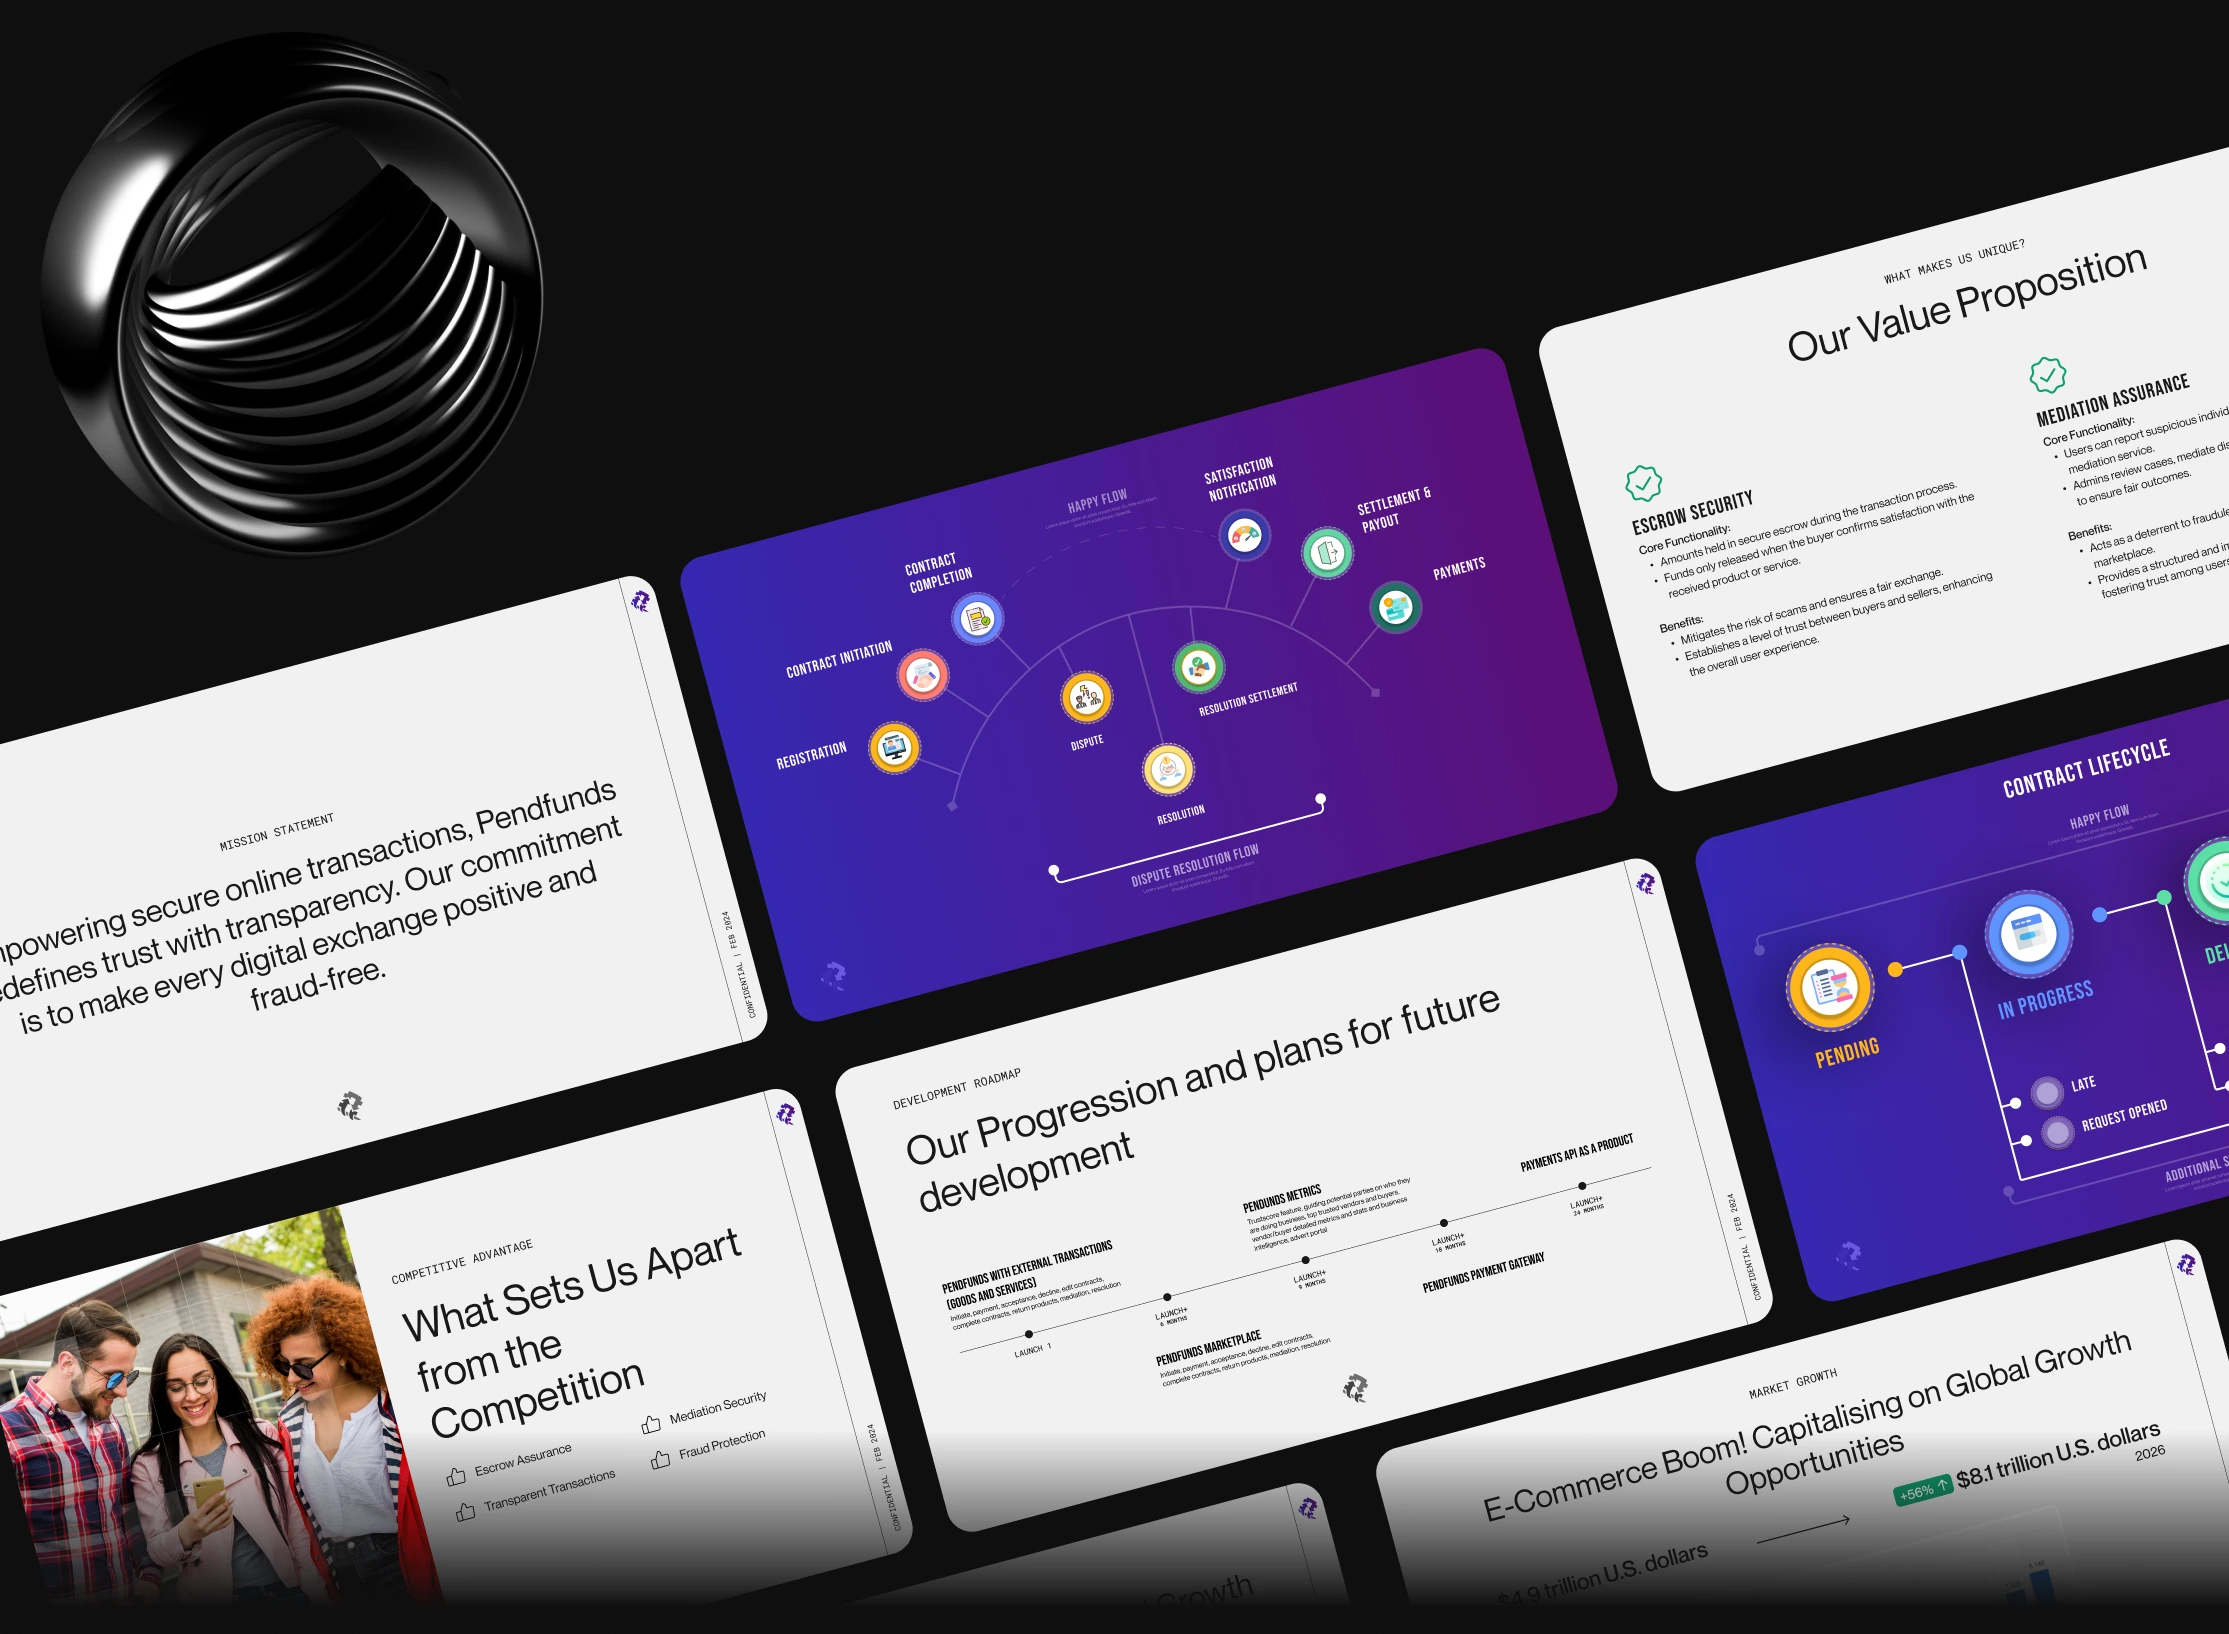 MISSION STATEMENT
powering secure online transactions, Pendfunds
defines trust with transparency. Our commitment
is to make every digital exchange positive and
fraud-free.
CONFIDENTIAL | FEB 2024
HAPPY FLOW
SATISFACTION
NOTIFICATION
SETTLEMENT &
PAYOUT
PAYMENTS
CONTRACT
COMPLETION
CONTRACT INITIATION
REGISTRATION
DISPUTE
RESOLUTION SETTLEMENT
RESOLUTION
DISPUTE RESOLUTION FLOW
WHAT MAKES US UNIQUE?
Our Value Proposition
ESCROW SECURITY
Core Functionality:
• Amounts held in secure escrow during the transaction process.
• Funds only released when the buyer confirms satisfaction with the
received product or service.
Benefits:
• Mitigates the risk of scams and ensures a fair exchange.
• Establishes a level of trust between buyers and sellers, enhancing
the overall user experience.
MEDIATION ASSURANCE
Core Functionality:
• Users can report suspicious individ
mediation service.
• Admins review cases, mediate dis
to ensure fair outcomes.
Benefits:
• Acts as a deterrent to fraudule
marketplace.
• Provides a structured and im
fostering trust among users
COMPETITIVE ADVANTAGE
What Sets Us Apart
from the
Competition
Escrow Assurance
Mediation Security
Transparent Transactions
Fraud Protection
CONFIDENTIAL | FEB 2024
DEVELOPMENT ROADMAP
Our Progression and plans for future
development
PENDFUNDS WITH EXTERNAL TRANSACTIONS
(GOODS AND SERVICES)
Initiate, payment, acceptance, decline, edit contracts,
complete contracts, return products, mediation, resolution
LAUNCH 1
LAUNCH+
6 MONTHS
PENDFUNDS MARKETPLACE
Initiate, payment, acceptance, decline, edit contracts,
complete contracts, return products, mediation, resolution
PENDUNDS METRICS
Trustscore feature, guiding potential parties on who they
are doing business, top trusted vendors and buyers,
vendor/buyer detailed metrics and stats and business
intelligence, advert portal
LAUNCH+
9 MONTHS
LAUNCH+
18 MONTHS
PENDFUNDS PAYMENT GATEWAY
PAYMENTS API AS A PRODUCT
LAUNCH+
24 MONTHS
CONFIDENTIAL | FEB 2024
CONTRACT LIFECYCLE
HAPPY FLOW
PENDING
IN PROGRESS
DEL
LATE
REQUEST OPENED
ADDITIONAL S
MARKET GROWTH
E-Commerce Boom! Capitalising on Global Growth
Opportunities
+56% ↑ $8.1 trillion U.S. dollars
2026
$4.9 trillion U.S. dollars
Growth